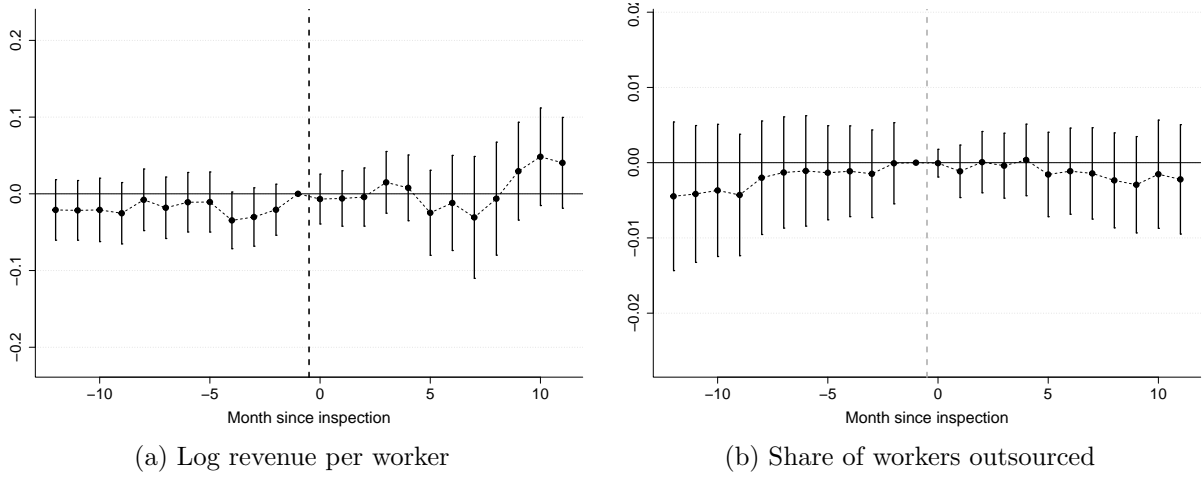 0.2
0.1
0.0
−0.1
−0.2
−10 −5 0 5 10
Month since inspection
(a) Log revenue per worker
0.02
0.01
0.00
−0.01
−0.02
−10 −5 0 5 10
Month since inspection
(b) Share of workers outsourced